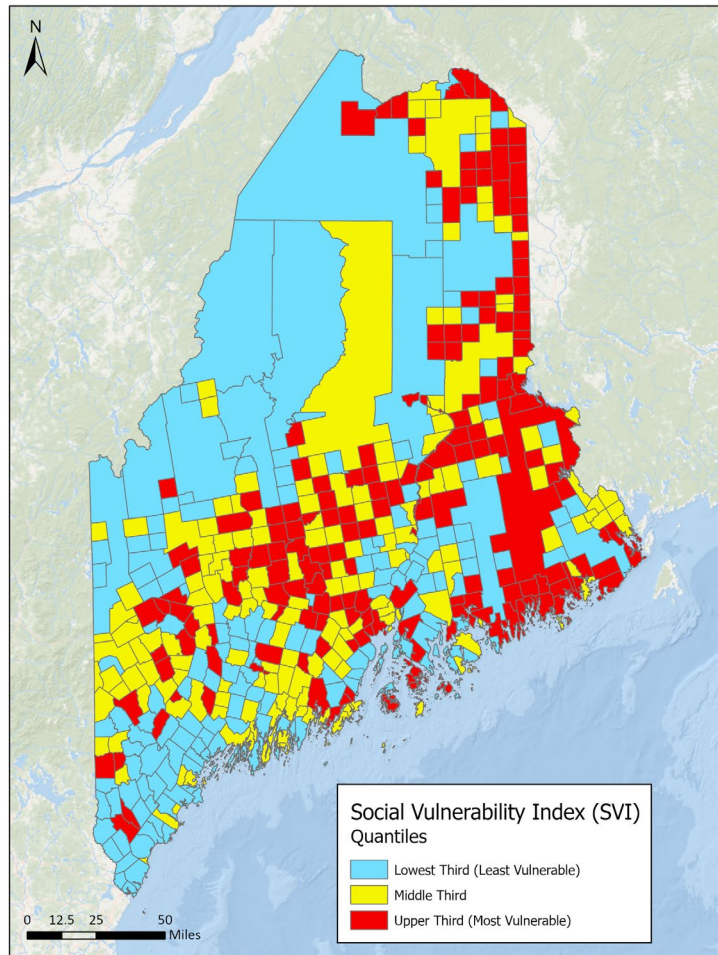 N
Social Vulnerability Index (SVI)
Quantiles
Lowest Third (Least Vulnerable)
Middle Third
Upper Third (Most Vulnerable)
0 12.5 25 50
Miles